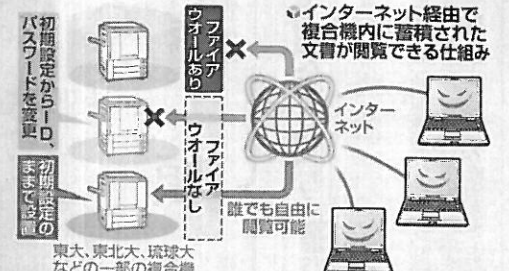 インターネット経由で
複合機内に蓄積された
文書が閲覧できる仕組み
ファイア
ウオールあり
初期設定からID、
パスワードを変更
インター
ネット
ファイア
ウオールなし
初期設定の
ままで設置
誰でも自由に
閲覧可能
東大、東北大、琉球大
などの一部の複合機